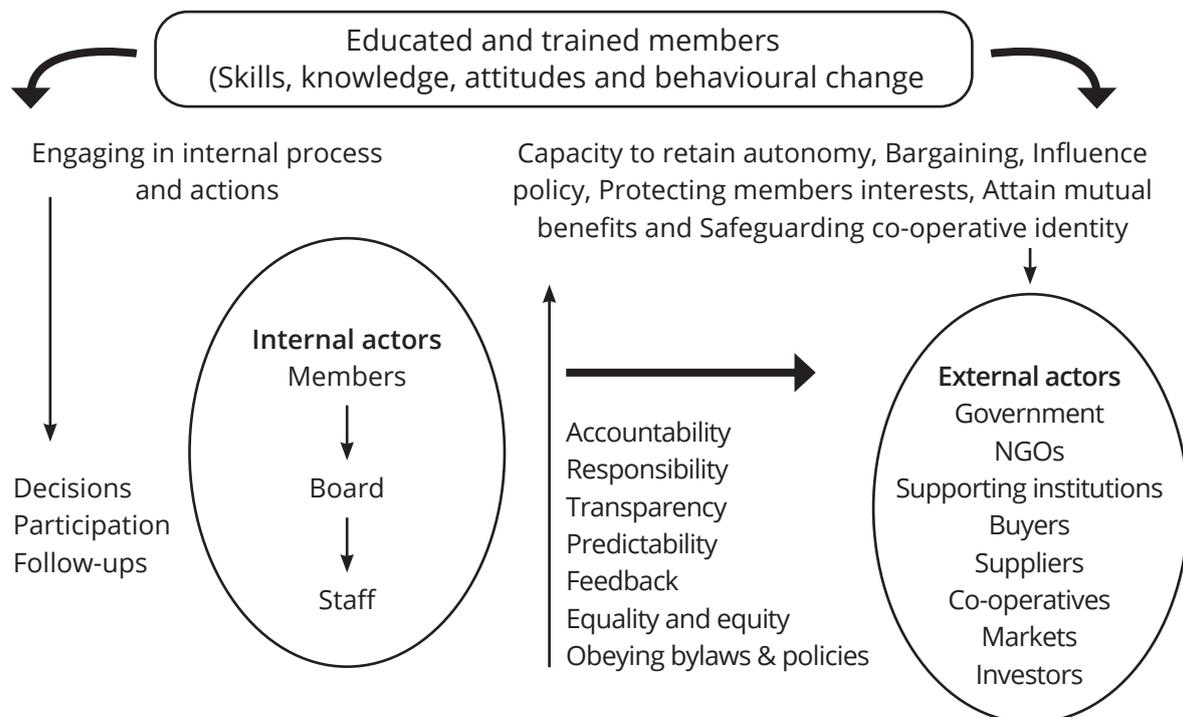 Educated and trained members
(Skills, knowledge, attitudes and behavioural change
Engaging in internal process
and actions
Capacity to retain autonomy, Bargaining, Influence
policy, Protecting members interests, Attain mutual
benefits and Safeguarding co-operative identity
Decisions
Participation
Follow-ups
Internal actors
Members
Board
Staff
Accountability
Responsibility
Transparency
Predictability
Feedback
Equality and equity
Obeying bylaws & policies
External actors
Government
NGOs
Supporting institutions
Buyers
Suppliers
Co-operatives
Markets
Investors